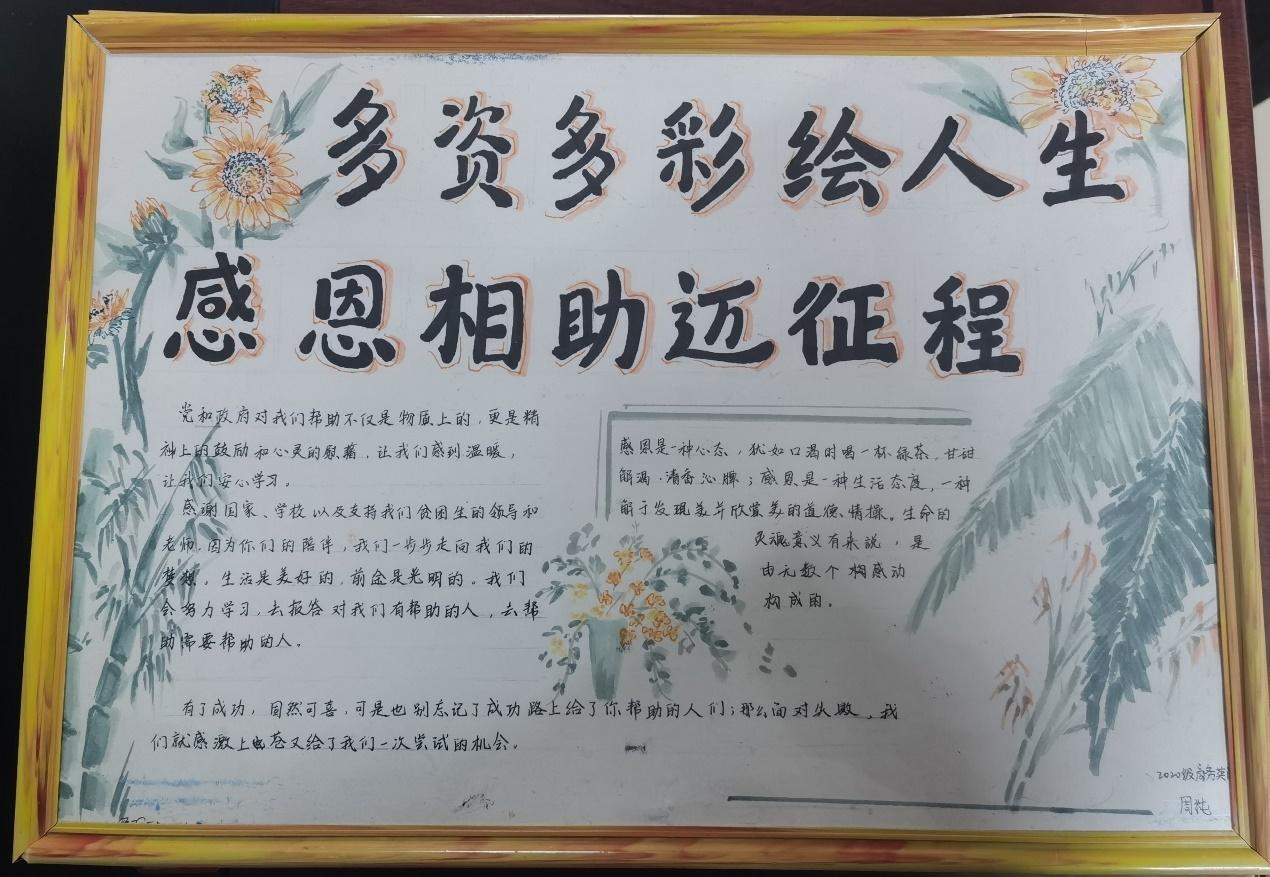 多资多彩绘人生
感恩相助迈征程
党和政府对我们帮助不仅是物质上的，更是精
神上的鼓励和心灵的慰藉，让我们感到温暖，
让我们安心学习。
感谢国家、学校以及支持我们贫困生的领导和
老师，因为你们的陪伴，我们一步步走向我们的
梦想，生活是美好的，前途是光明的。我们
会努力学习，去报答对我们有帮助的人，去帮
助需要帮助的人。
感恩是一种心态，犹如口渴时喝一杯绿茶，甘甜
解渴、清香沁脾；感恩是一种生活态度，一种
善于发现美并欣赏美的道德情操。生命的
灵魂意义有来说，是
由无数个构感动
构成的。
有了成功，固然可喜，可是也别忘记了成功路上给了你帮助的人们；那么面对失败，我
们就感激上苍又给了我们一次尝试的机会。
2020级商务英
周纯